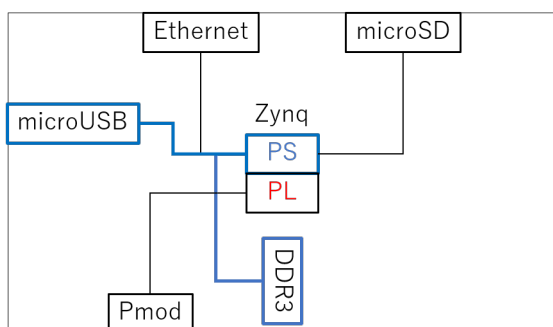 Ethernet
microSD
microUSB
Zynq
PS
PL
DDR3
Pmod